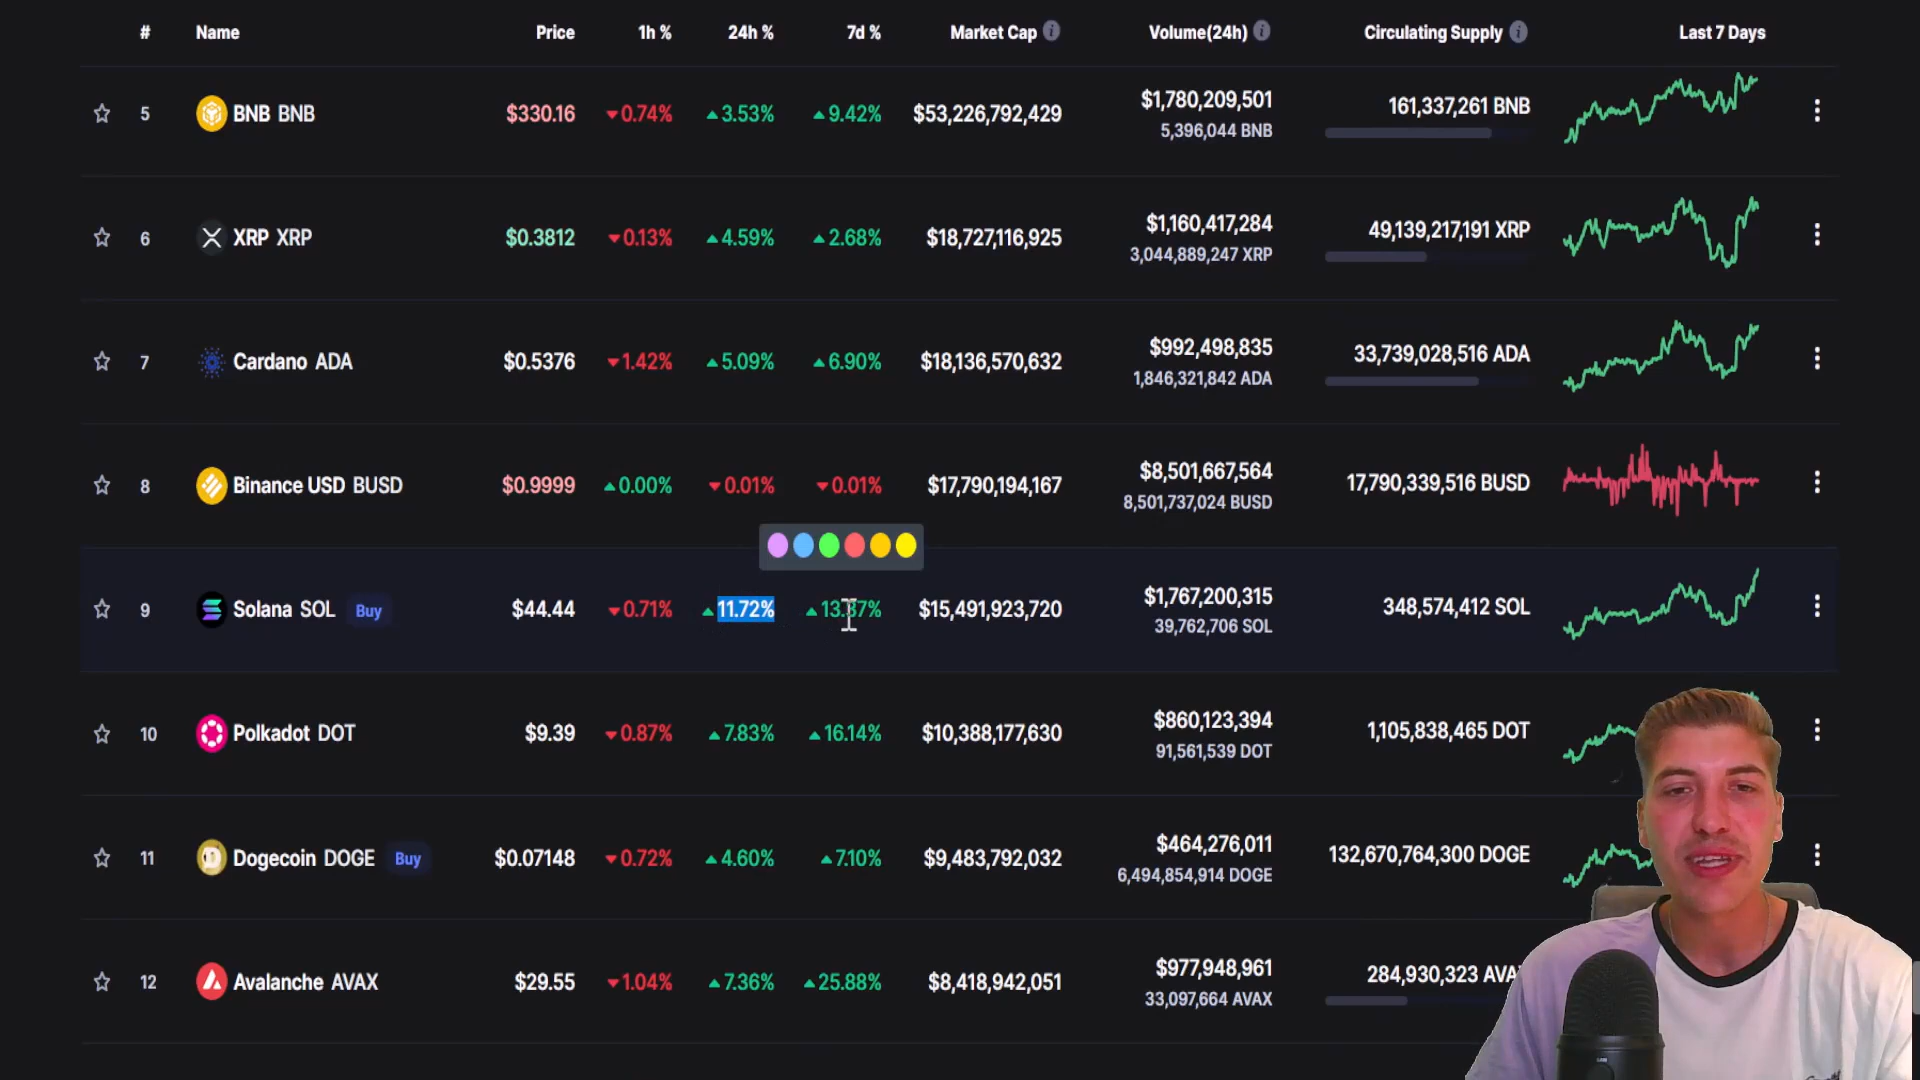 # Name Price 1h % 24h % 7d % Market Cap Volume(24h) Circulating Supply Last 7 Days
5 BNB BNB $330.16 0.74% 3.53% 9.42% $53,226,792,429 $1,780,209,501 161,337,261 BNB
5,396,044 BNB
6 XRP XRP $0.3812 0.13% 4.59% 2.68% $18,727,116,925 $1,160,417,284 49,139,217,191 XRP
3,044,889,247 XRP
7 Cardano ADA $0.5376 1.42% 5.09% 6.90% $18,136,570,632 $992,498,835 33,739,028,516 ADA
1,846,321,842 ADA
8 Binance USD BUSD $0.9999 0.00% 0.01% 0.01% $17,790,194,167 $8,501,667,564 17,790,339,516 BUSD
8,501,737,024 BUSD
9 Solana SOL Buy $44.44 0.71% 11.72% $15,491,923,720 $1,767,200,315 348,574,412 SOL
39,762,706 SOL
10 Polkadot DOT $9.39 0.87% 7.83% 16.14% $10,388,177,630 $860,123,394 1,105,838,465 DOT
91,561,539 DOT
11 Dogecoin DOGE Buy $0.07148 0.72% 4.60% 7.10% $9,483,792,032 $464,276,011 132,670,764,300 DOGE
6,494,854,914 DOGE
12 Avalanche AVAX $29.55 1.04% 7.36% 25.88% $8,418,942,051 $977,948,961 284,930,323
33,097,664 AVAX